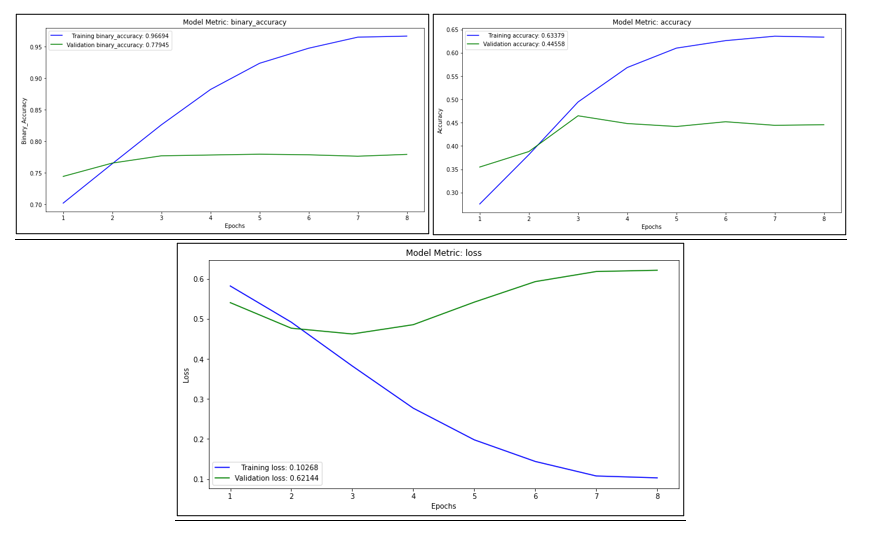 Model Metric: binary_accuracy
Training binary_accuracy: 0.96694
Validation binary_accuracy: 0.77945
Binary_Accuracy
0.95
0.90
0.85
0.80
0.75
0.70
1 2 3 4 5 6 7 8
Epochs
Model Metric: accuracy
Training accuracy: 0.63379
Validation accuracy: 0.44558
Accuracy
0.65
0.60
0.55
0.50
0.45
0.40
0.35
0.30
1 2 3 4 5 6 7 8
Epochs
Model Metric: loss
Loss
0.6
0.5
0.4
0.3
0.2
0.1
Training loss: 0.10268
Validation loss: 0.62144
1 2 3 4 5 6 7 8
Epochs